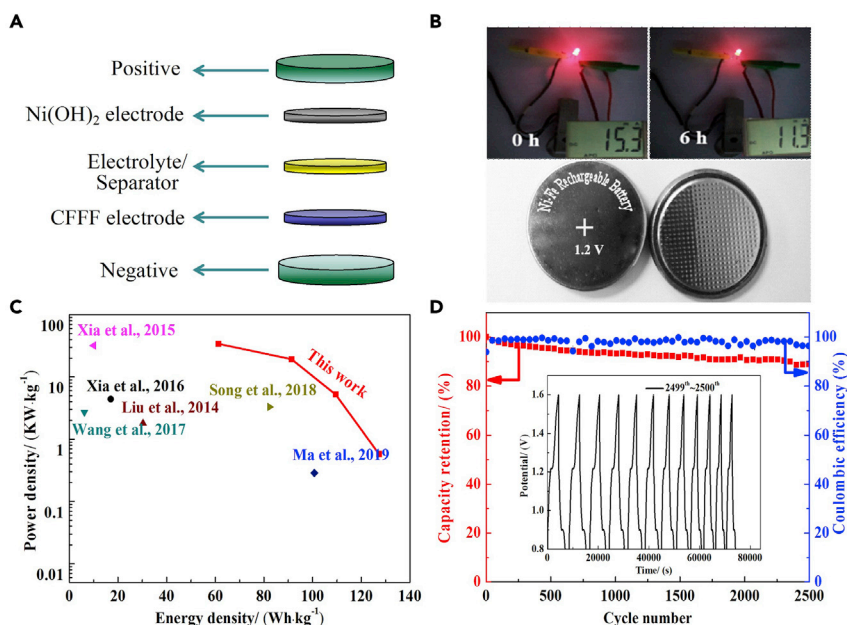 A
Positive
Ni(OH)2 electrode
Electrolyte/
Separator
CFFF electrode
Negative
B
0 h
15.3
6 h
11.3
Ni-Fe Rechargeable Battery
+
1.2 V
C
Power density/ (KW·kg-1)
100
10
1
0.1
0.01
Xia et al., 2015
Xia et al., 2016
Wang et al., 2017
Liu et al., 2014
Song et al., 2018
Ma et al., 2019
This work
0 20 40 60 80 100 120 140
Energy density/ (Wh·kg-1)
D
Capacity retention/ (%)
100
80
60
40
20
0
Coulombic efficiency/ (%)
100
80
60
40
20
0
2499th~2500th
Potential/ (V)
1.6
1.4
1.2
1.0
0.8
0 20000 40000 60000 80000
Time/ (s)
0 500 1000 1500 2000 2500
Cycle number